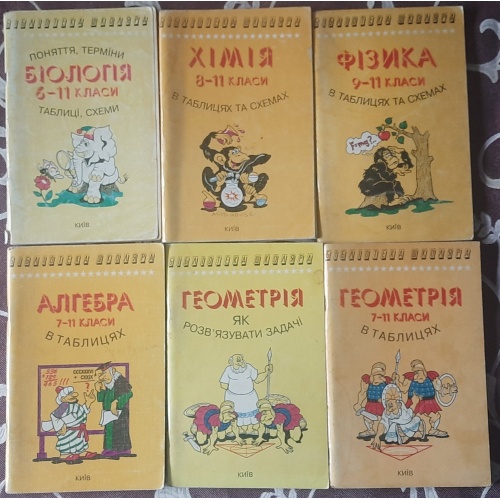 ПОНЯТТЯ, ТЕРМІНИ
БІОЛОГІЯ
6-11 КЛАСИ
ТАБЛИЦІ, СХЕМИ
КИЇВ
ХІМІЯ
8-11 КЛАСИ
В ТАБЛИЦЯХ ТА СХЕМАХ
КИЇВ
ФІЗИКА
9-11 КЛАСИ
В ТАБЛИЦЯХ ТА СХЕМАХ
F=mg?..
КИЇВ
АЛГЕБРА
7-11 КЛАСИ
В ТАБЛИЦЯХ
КИЇВ
ГЕОМЕТРІЯ
ЯК
РОЗВ'ЯЗУВАТИ ЗАДАЧІ
КИЇВ
ГЕОМЕТРІЯ
7-11 КЛАСИ
В ТАБЛИЦЯХ
КИЇВ